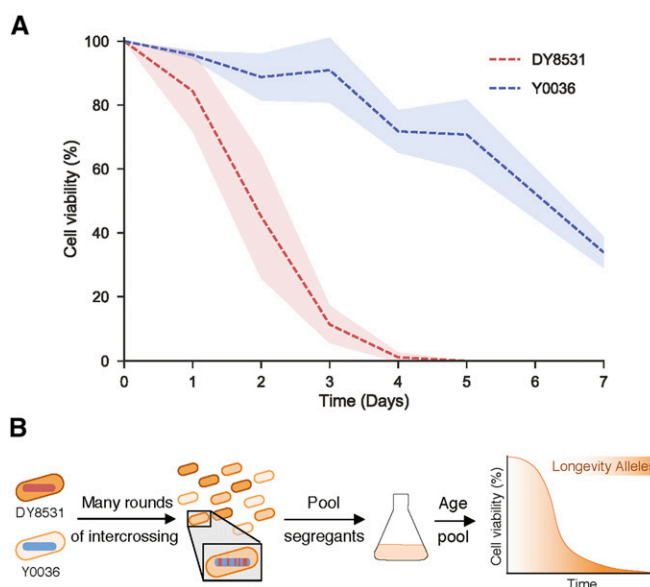 A
100
80
60
40
20
0
Cell viability (%)
DY8531
Y0036
0 1 2 3 4 5 6 7
Time (Days)
B
DY8531
Y0036
Many rounds
of intercrossing
Pool
segregants
Age
pool
Cell viability (%)
Longevity Alleles
Time